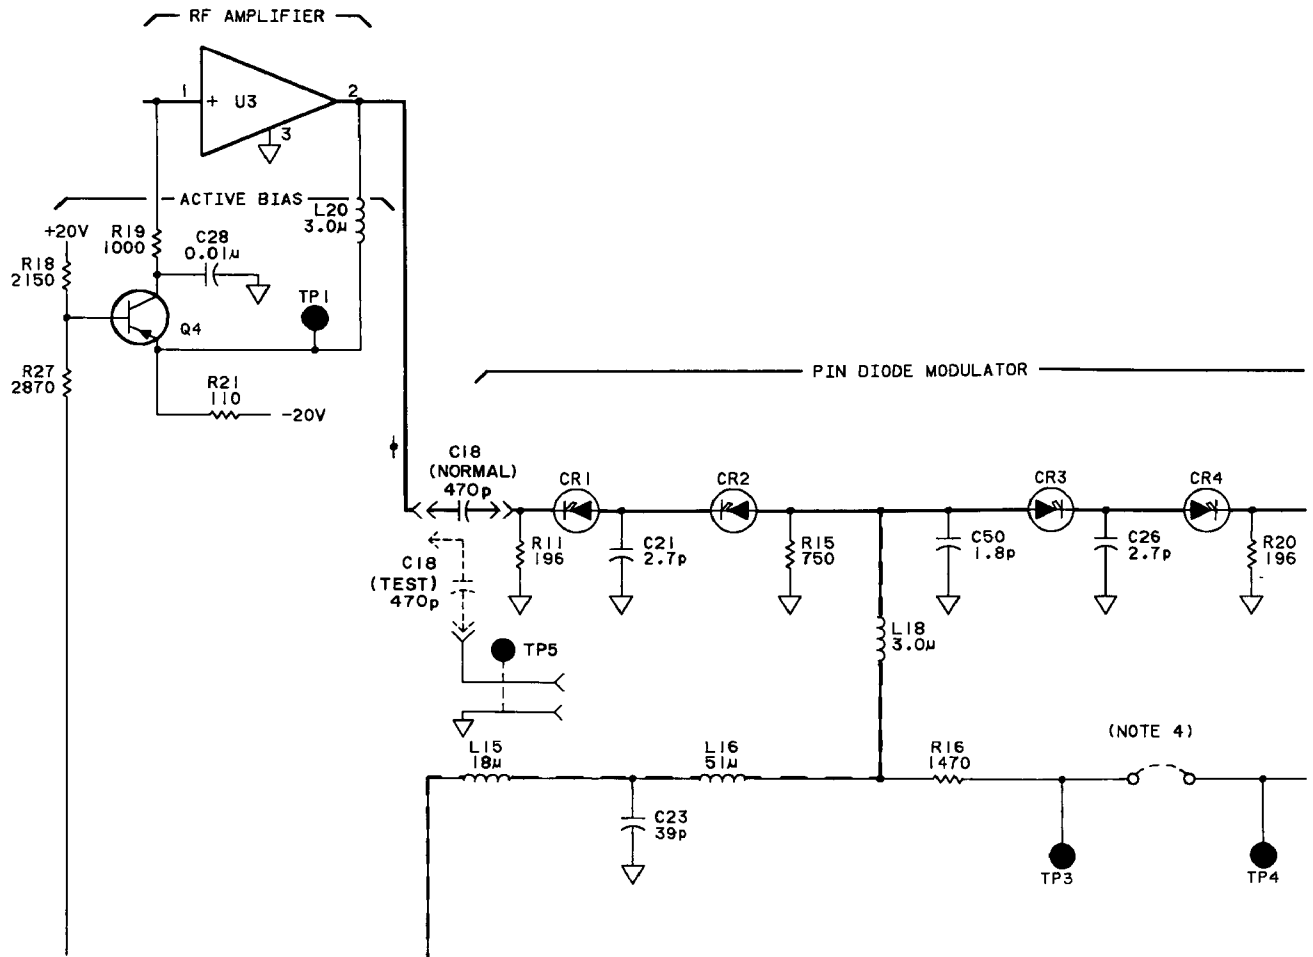 RF AMPLIFIER
1
+ U3
2
3
ACTIVE BIAS
+20V
R19
1000
C28
0.01µ
L20
3.0µ
R18
2150
TP1
Q4
R27
2870
R21
110
-20V
PIN DIODE MODULATOR
C18
(NORMAL)
470p
CR1
CR2
CR3
CR4
R11
196
C21
2.7p
R15
750
C50
1.8p
C26
2.7p
R20
196
C18
(TEST)
470p
TP5
L18
3.0µ
L15
18µ
L16
51µ
R16
1470
(NOTE 4)
C23
39p
TP3
TP4